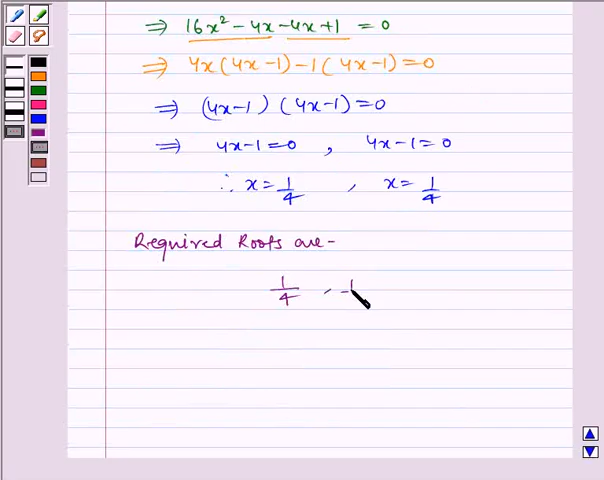 ⇒ 16x² - 4x - 4x + 1 = 0
⇒ 4x(4x-1) - 1(4x-1) = 0
⇒ (4x-1) (4x-1) = 0
⇒ 4x-1=0 , 4x-1=0
∴ x = 1/4 , x = 1/4
Required Roots are-
1/4 , 1